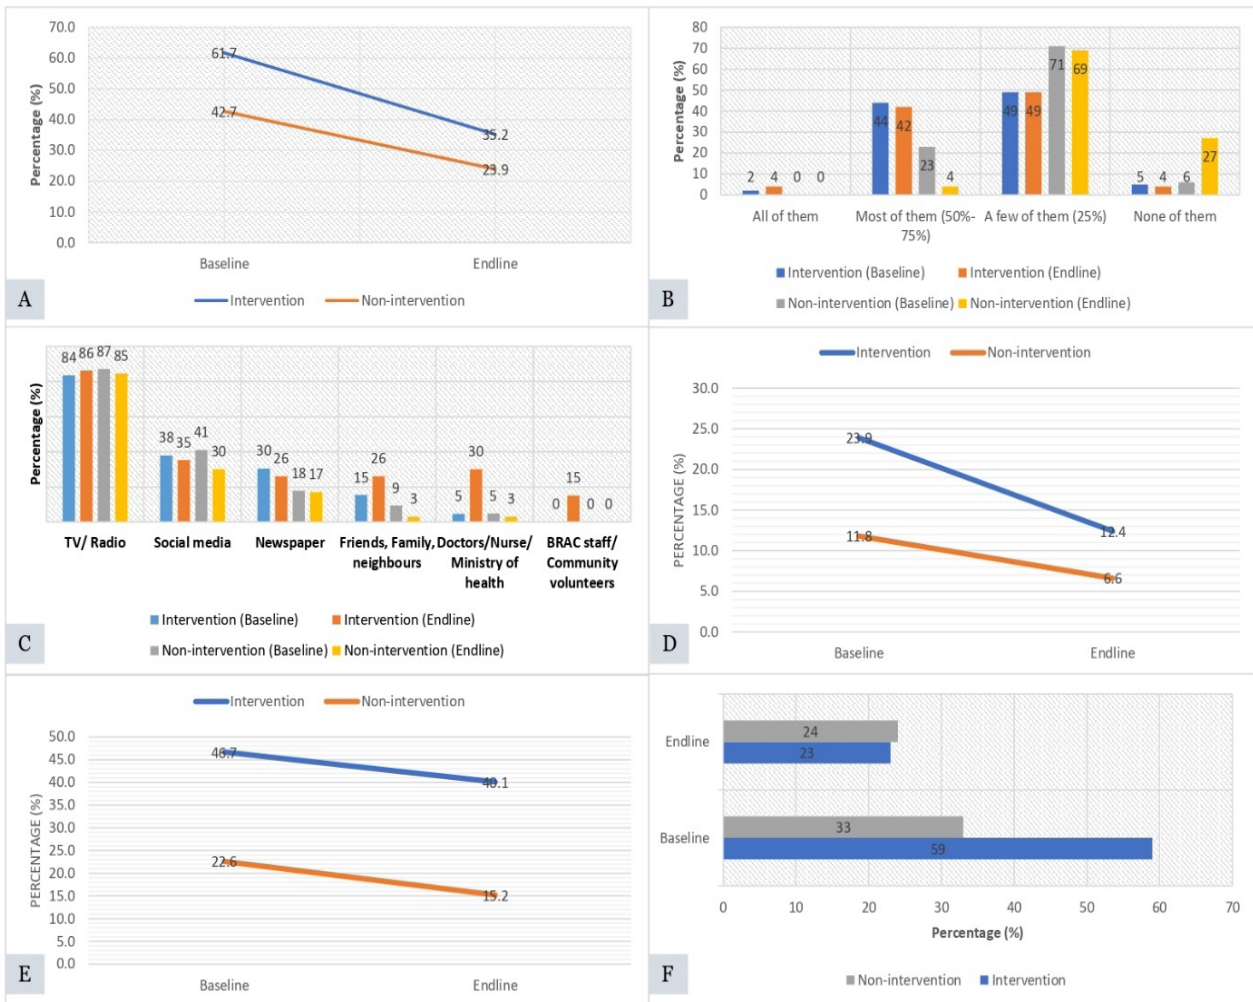 70.0
60.0
50.0
40.0
30.0
20.0
10.0
0.0
Percentage (%)
61.7
42.7
35.2
23.9
Baseline
Endline
Intervention
Non-intervention
A
80
70
60
50
40
30
20
10
0
Percentage (%)
2
4
0
0
44
42
23
4
49
49
71
69
5
4
6
27
All of them
Most of them (50%-
75%)
A few of them (25%)
None of them
Intervention (Baseline)
Intervention (Endline)
Non-intervention (Baseline)
Non-intervention (Endline)
B
Percentage (%)
84
86
87
85
38
35
41
30
30
26
18
17
15
26
9
3
5
30
5
3
0
15
0
0
TV/ Radio
Social media
Newspaper
Friends, Family,
neighbours
Doctors/Nurse/
Ministry of
health
BRAC staff/
Community
volunteers
Intervention (Baseline)
Intervention (Endline)
Non-intervention (Baseline)
Non-intervention (Endline)
C
Intervention
Non-intervention
30.0
25.0
20.0
15.0
10.0
5.0
0.0
PERCENTAGE (%)
23.9
11.8
12.4
6.6
Baseline
Endline
D
Intervention
Non-intervention
50.0
45.0
40.0
35.0
30.0
25.0
20.0
15.0
10.0
5.0
0.0
PERCENTAGE (%)
46.7
40.1
22.6
15.2
Baseline
Endline
E
Endline
24
23
Baseline
33
59
0
10
20
30
40
50
60
70
Percentage (%)
Non-intervention
Intervention
F